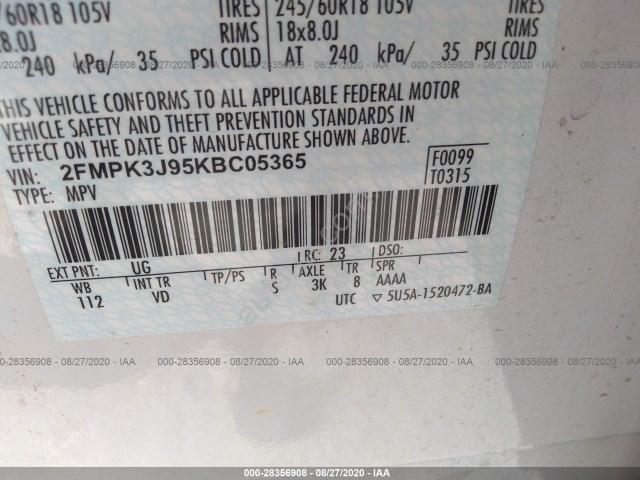 /60R18 105V TIRES 245/60R18 105V TIRES
x8.0J RIMS 18x8.0J RIMS
240 kPa/ 35 PSI COLD AT 240 kPa/ 35 PSI COLD
THIS VEHICLE CONFORMS TO ALL APPLICABLE FEDERAL MOTOR
VEHICLE SAFETY AND THEFT PREVENTION STANDARDS IN
EFFECT ON THE DATE OF MANUFACTURE SHOWN ABOVE.
VIN: 2FMPK3J95KBC05365 F0099
TYPE: MPV T0315
EXT PNT: UG RC: 23 DSO:
WB INT TR TP/PS R AXLE TR SPR
112 VD S 3K 8 AAAA
UTC ▽ 5U5A-1520472-BA
000-28356908 - 08/27/2020 - IAA